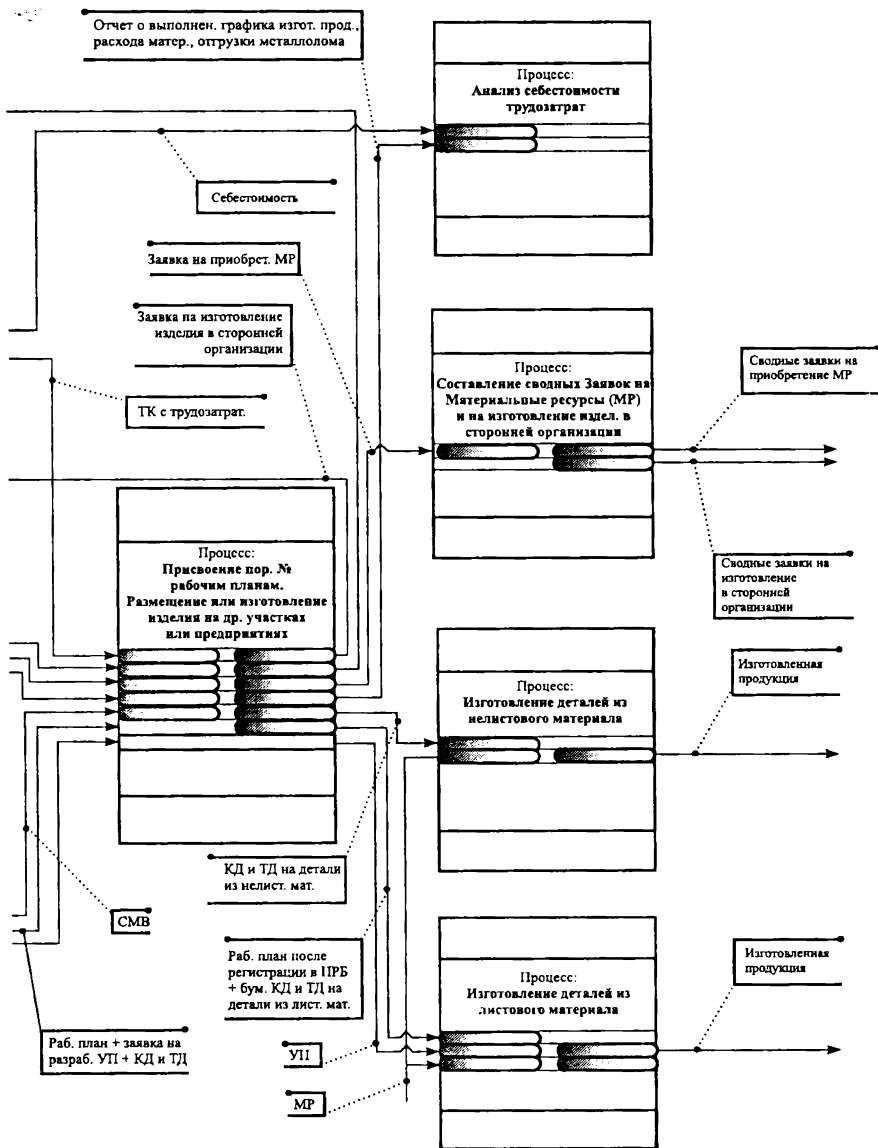 Отчет о выполнен. графика изгот. прод.,
расхода матер., отгрузки металлолома
Процесс:
Анализ себестоимости
трудозатрат
Себестоимость
Заявка на приобрет. МР
Заявка па изготовление
изделия в сторонней
организации
ТК с трудозатрат.
Процесс:
Составление сводных Заявок на
Материальные ресурсы (МР)
и на изготовление издел. в
сторонней организации
Сводные заявки на
приобретение МР
Сводные заявки на
изготовление
в сторонней
организации
Процесс:
Присвоение пор. №
рабочим планам.
Размещение или изготовление
изделия на др. участках
или предприятиях
Процесс:
Изготовление деталей из
нелистового материала
Изготовленная
продукция
КД и ТД на детали
из нелист. мат.
СМВ
Раб. план после
регистрации в ПРБ
+ бум. КД и ТД на
детали из лист. мат.
Процесс:
Изготовление деталей из
листового материала
Изготовленная
продукция
Раб. план + заявка на
разраб. УП + КД и ТД
УП
МР